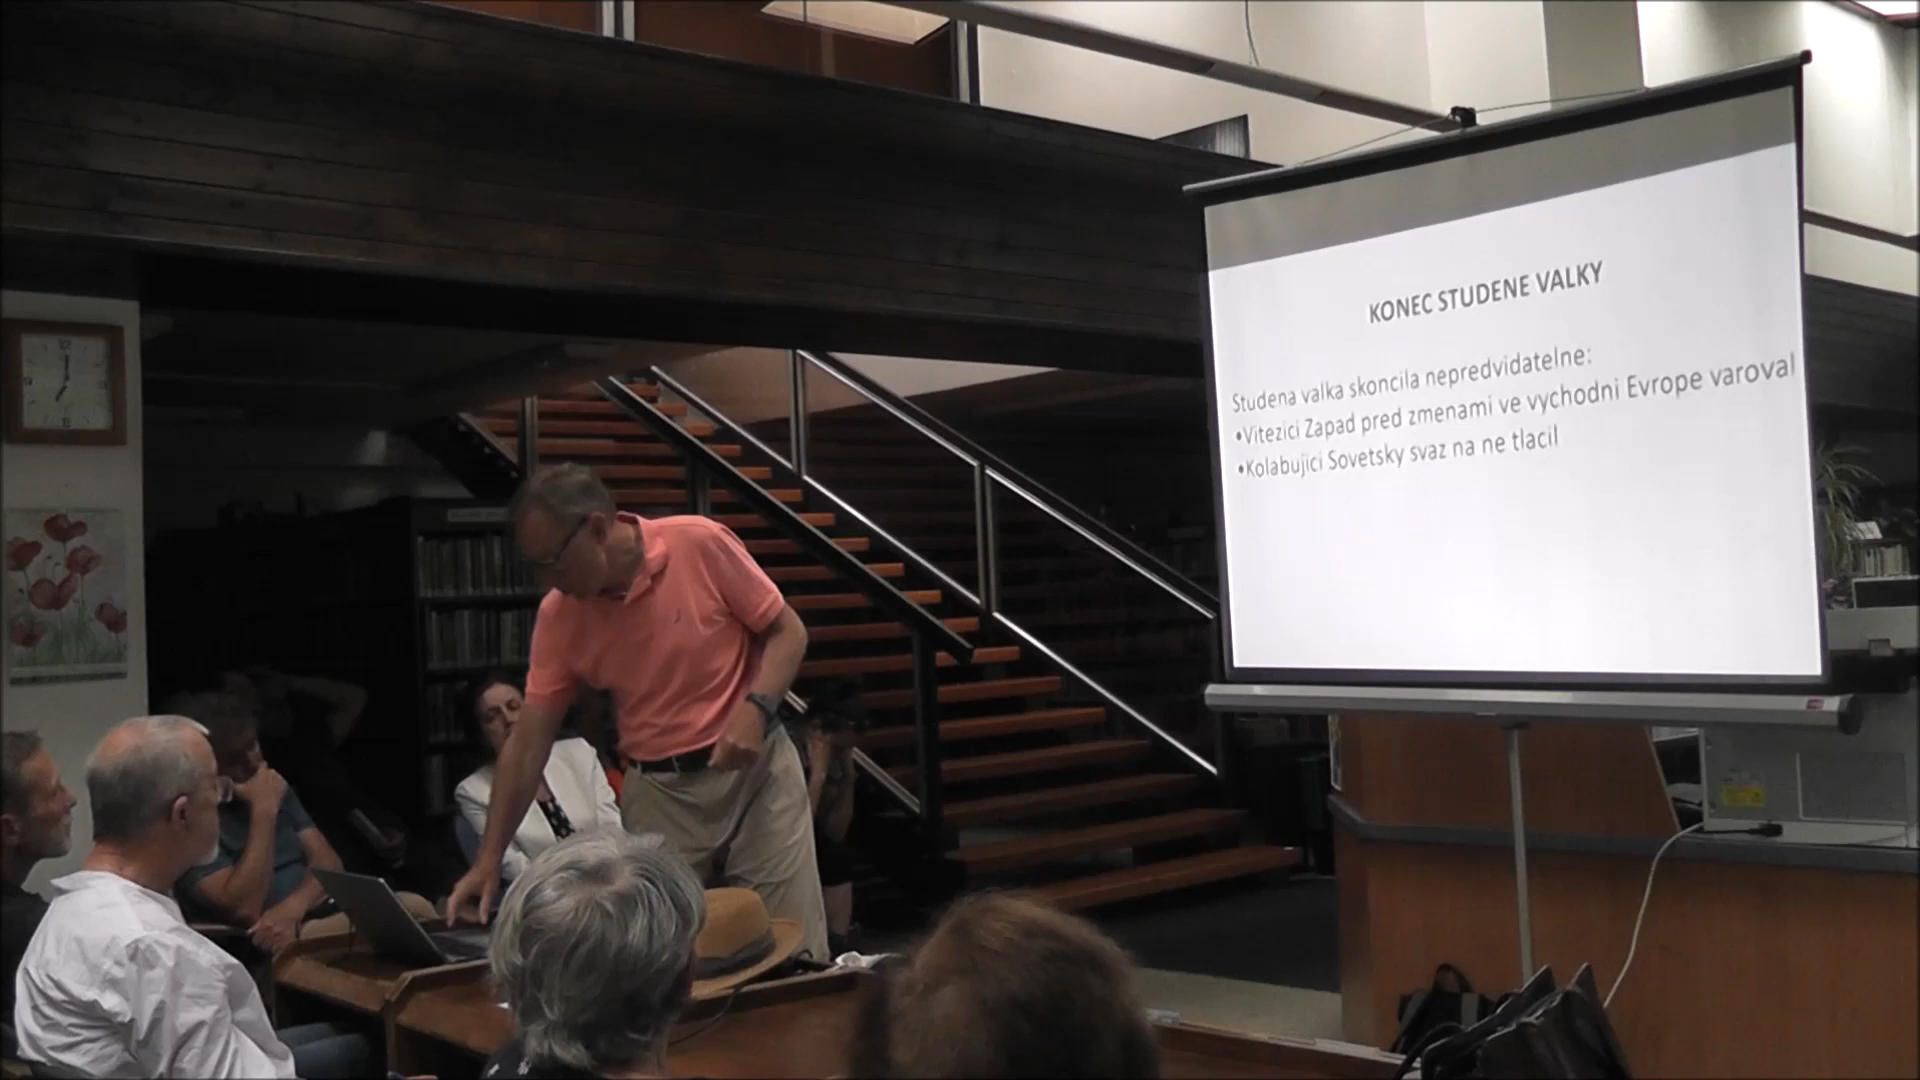 KONEC STUDENE VALKY
Studena valka skoncila nepredvidatelne:
•Vitezici Zapad pred zmenami ve vychodni Evrope varoval
•Kolabujici Sovetsky svaz na ne tlacil